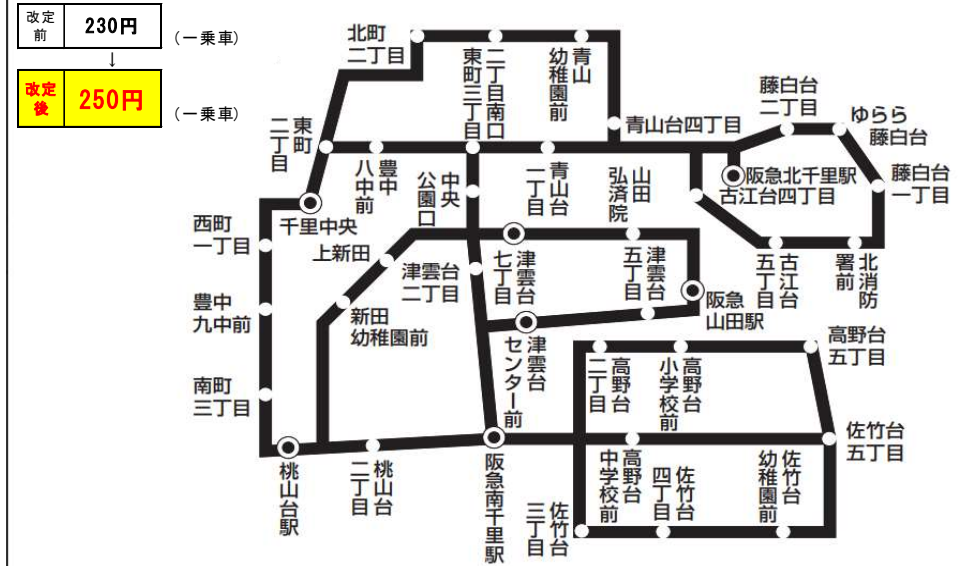 改定
前
230円
(一乗車)
↓
改定
後
250円
(一乗車)
北町
二丁目
東町三丁目
二丁目南口
青山
幼稚園前
青山台四丁目
藤白台
二丁目
ゆらら
藤白台
藤白台
一丁目
東町
二丁目
豊中
八中前
中央
公園口
青山台
二丁目
山田
弘済院
阪急北千里駅
古江台四丁目
千里中央
西町
一丁目
上新田
津雲台
二丁目
津雲台
七丁目
津雲台
五丁目
古江台
五丁目
北消防
署前
阪急
山田駅
豊中
九中前
新田
幼稚園前
津雲台
センター前
高野台
二丁目
高野台
小学校前
高野台
五丁目
南町
三丁目
佐竹台
五丁目
桃山台駅
桃山台
二丁目
阪急南千里駅
高野台
中学校前
佐竹台
四丁目
佐竹台
幼稚園前
佐竹台
三丁目